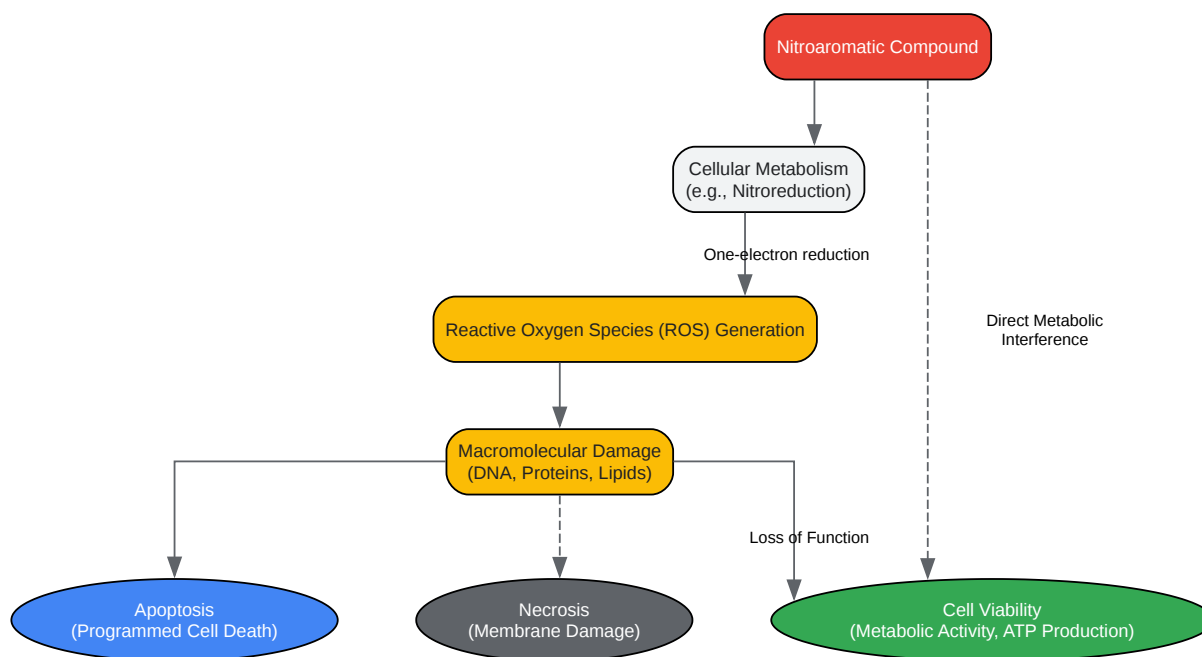 Nitroaromatic Compound
Cellular Metabolism
(e.g., Nitroreduction)
One-electron reduction
Reactive Oxygen Species (ROS) Generation
Direct Metabolic
Interference
Macromolecular Damage
(DNA, Proteins, Lipids)
Loss of Function
Apoptosis
(Programmed Cell Death)
Necrosis
(Membrane Damage)
Cell Viability
(Metabolic Activity, ATP Production)